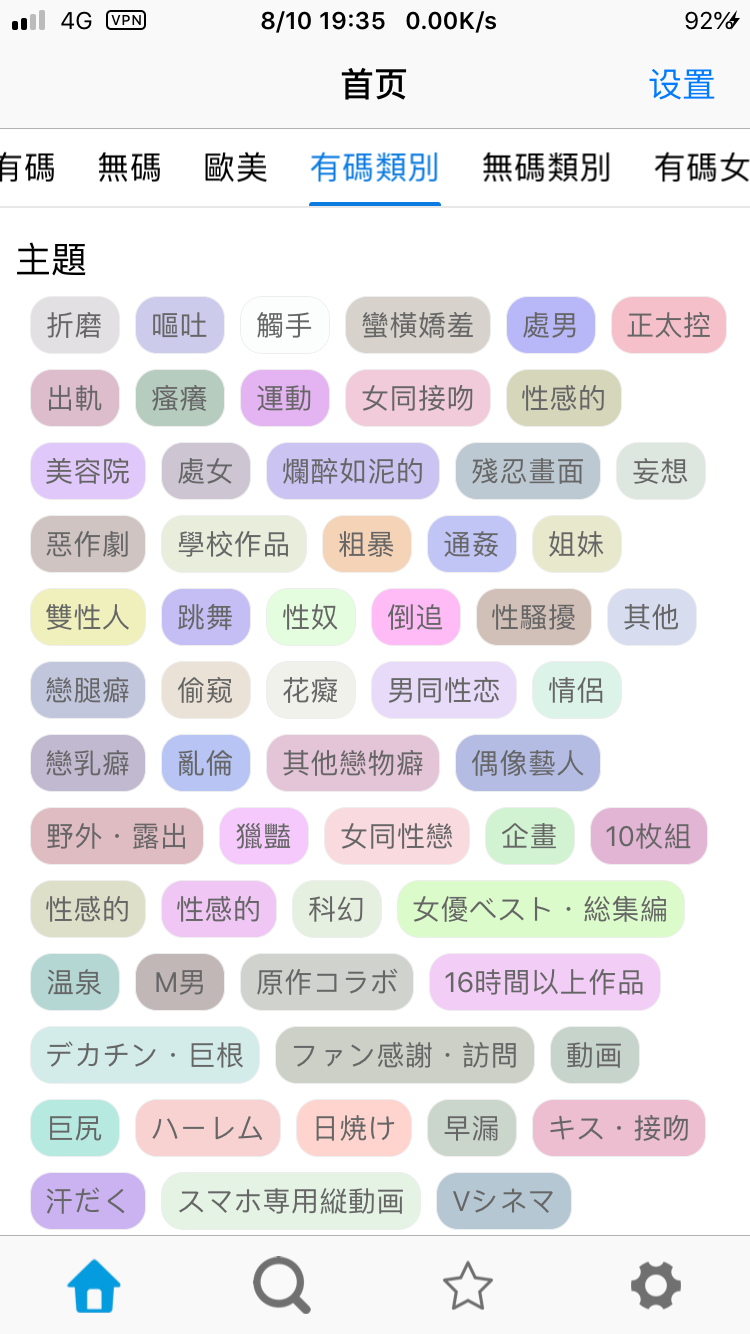 4G VPN 8/10 19:35 0.00K/s 92%
首页 设置
有碼 無碼 歐美 有碼類別 無碼類別 有碼女
主題
折磨 嘔吐 觸手 蠻橫嬌羞 處男 正太控
出軌 瘙癢 運動 女同接吻 性感的
美容院 處女 爛醉如泥的 殘忍畫面 妄想
惡作劇 學校作品 粗暴 通姦 姐妹
雙性人 跳舞 性奴 倒追 性騷擾 其他
戀腿癖 偷窺 花癡 男同性恋 情侶
戀乳癖 亂倫 其他戀物癖 偶像藝人
野外・露出 獵豔 女同性戀 企畫 10枚組
性感的 性感的 科幻 女優ベスト・総集編
温泉 M男 原作コラボ 16時間以上作品
デカチン・巨根 ファン感謝・訪問 動画
巨尻 ハーレム 日焼け 早漏 キス・接吻
汗だく スマホ専用縦動画 Vシネマ